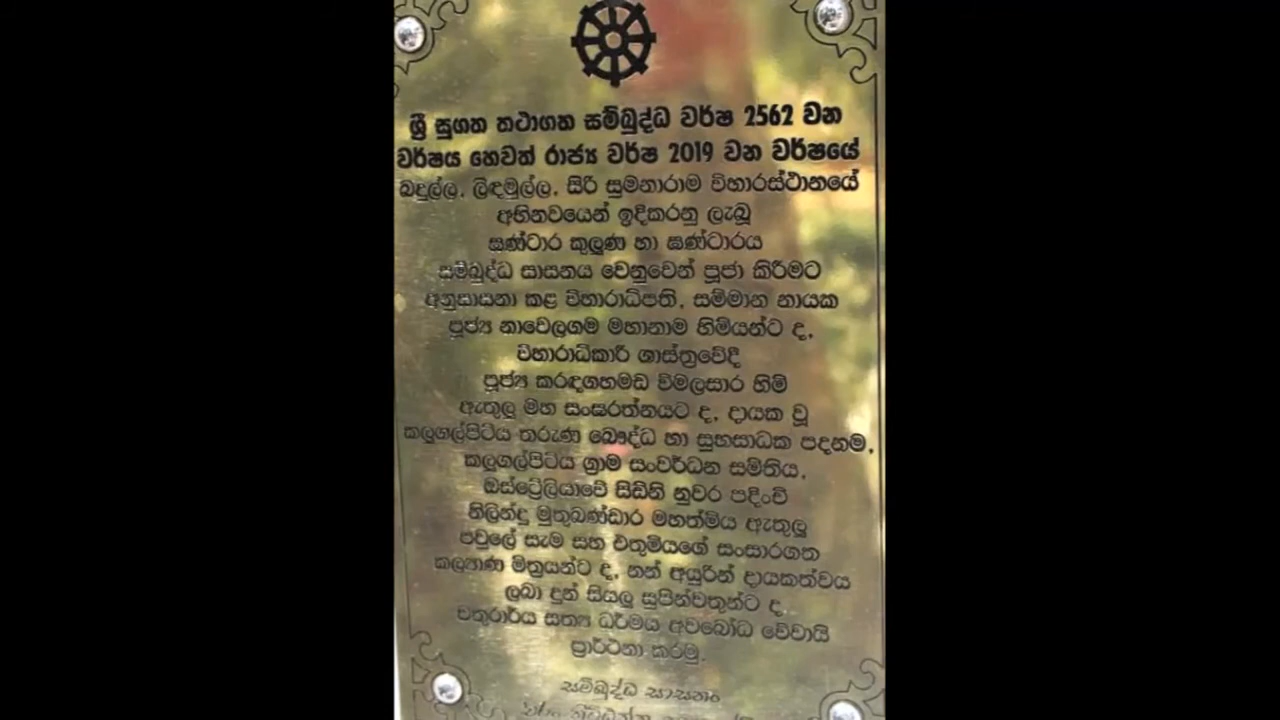 ශ්‍රී සුගත තථාගත සම්බුද්ධ වර්ෂ 2562 වන
වර්ෂය හෙවත් රාජ්‍ය වර්ෂ 2019 වන වර්ෂයේ
බදුල්ල, ලිඳමුල්ල, සිරි සුමනාරාම විහාරස්ථානයේ
අභිනවයෙන් ඉදිකරනු ලැබූ
ඝණ්ටාර කුලුණ හා ඝණ්ටාරය
සම්බුද්ධ සාසනය වෙනුවෙන් පූජා කිරීමට
අනුසාසනා කළ විහාරාධිපති, සම්මාන නායක
පූජ්‍ය නාවෙලගම මහානාම හිමියන්ට ද,
විහාරාධිකාරී ශාස්ත්‍රවේදී
පූජ්‍ය කරඳගහමඩ විමලසාර හිමි
ඇතුලු මහ සංඝරත්නයට ද, දායක වූ
කලුගල්පිටිය තරුණ බෞද්ධ හා සුභසාධක පදනම,
කලුගල්පිටිය ග්‍රාම සංවර්ධන සමිතිය,
ඔස්ට්‍රේලියාවේ සිඩ්නි නුවර පදිංචි
තිලින්ද මුතුබණ්ඩාර මහත්මිය ඇතුලු
පවුලේ සැම සහ එතුමියගේ සංසාරගත
කල්‍යාණ මිත්‍රයන්ට ද, නන් අයුරින් දායකත්වය
ලබා දුන් සියලු සුපින්වතුන්ට ද
චතුරාර්ය සත්‍ය ධර්මය අවබෝධ වේවායි
ප්‍රාර්ථනා කරමු.
සම්බුද්ධ සාසනං